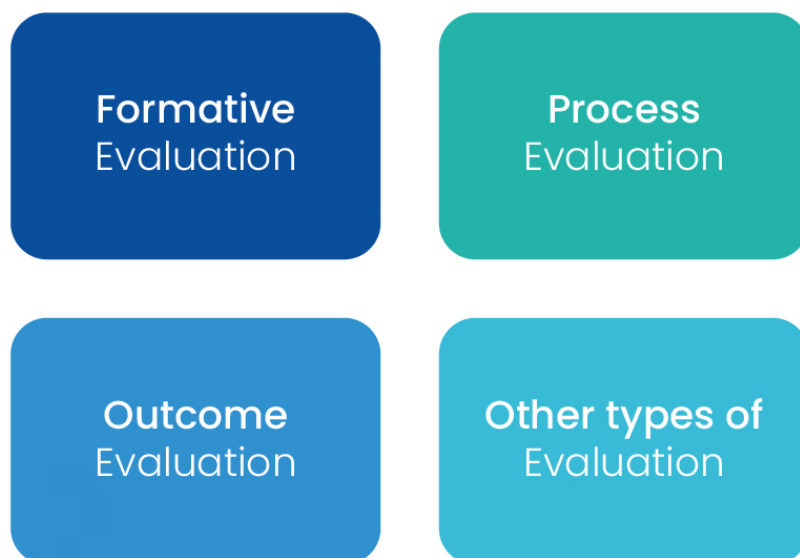 Formative
Evaluation
Process
Evaluation
Outcome
Evaluation
Other types of
Evaluation